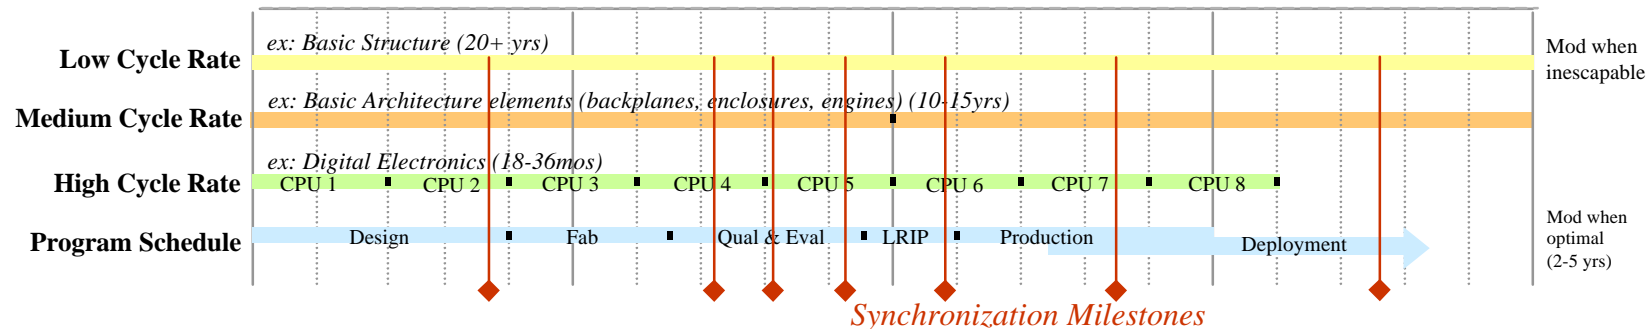 ex: Basic Structure (20+ yrs)
Low Cycle Rate
Mod when
inescapable
ex: Basic Architecture elements (backplanes, enclosures, engines) (10-15yrs)
Medium Cycle Rate
ex: Digital Electronics (18-36mos)
High Cycle Rate
CPU 1 CPU 2 CPU 3 CPU 4 CPU 5 CPU 6 CPU 7 CPU 8
Program Schedule
Design Fab Qual & Eval LRIP Production Deployment
Mod when
optimal
(2-5 yrs)
Synchronization Milestones